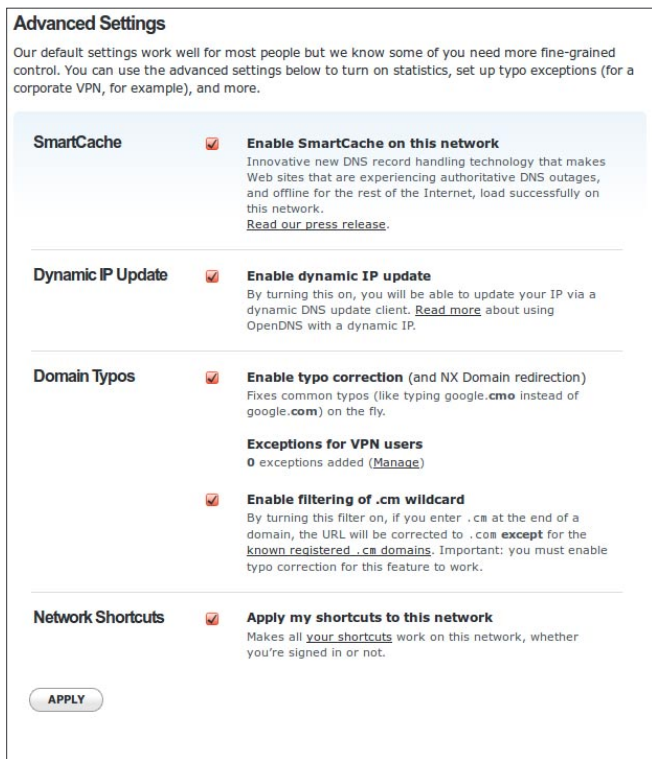 Advanced Settings
Our default settings work well for most people but we know some of you need more fine-grained
control. You can use the advanced settings below to turn on statistics, set up typo exceptions (for a
corporate VPN, for example), and more.
SmartCache
Enable SmartCache on this network
Innovative new DNS record handling technology that makes
Web sites that are experiencing authoritative DNS outages,
and offline for the rest of the Internet, load successfully on
this network.
Read our press release.
Dynamic IP Update
Enable dynamic IP update
By turning this on, you will be able to update your IP via a
dynamic DNS update client. Read more about using
OpenDNS with a dynamic IP.
Domain Typos
Enable typo correction (and NX Domain redirection)
Fixes common typos (like typing google.cmo instead of
google.com) on the fly.
Exceptions for VPN users
0 exceptions added (Manage)
Enable filtering of .cm wildcard
By turning this filter on, if you enter .cm at the end of a
domain, the URL will be corrected to .com except for the
known registered .cm domains. Important: you must enable
typo correction for this feature to work.
Network Shortcuts
Apply my shortcuts to this network
Makes all your shortcuts work on this network, whether
you're signed in or not.
APPLY